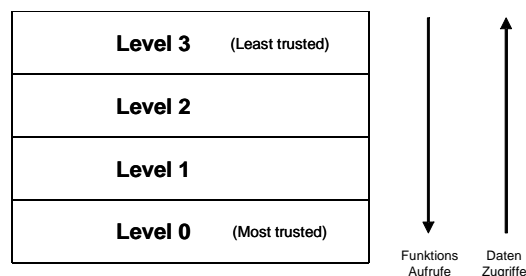 Level 3 (Least trusted)
Level 2
Level 1
Level 0 (Most trusted)
Funktions
Aufrufe
Daten
Zugriffe